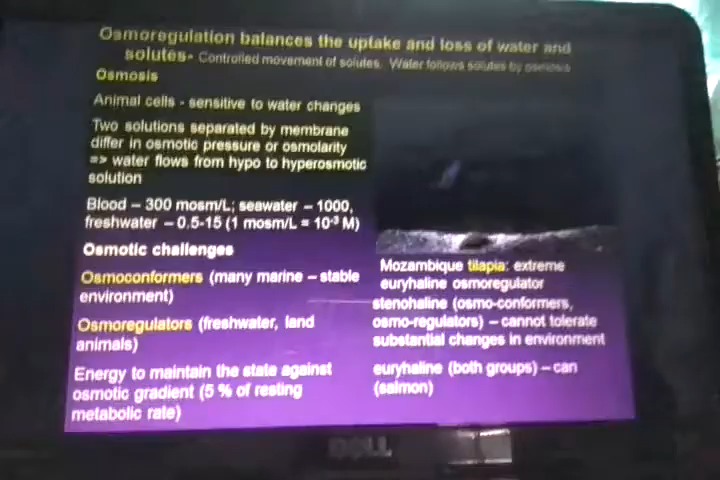 Osmoregulation balances the uptake and loss of water and
solutes- Controlled movement of solutes. Water follows solutes by osmosis
Osmosis
Animal cells - sensitive to water changes
Two solutions separated by membrane
differ in osmotic pressure or osmolarity
=> water flows from hypo to hyperosmotic
solution
Blood – 300 mosm/L; seawater – 1000,
freshwater – 0.5-15 (1 mosm/L = 10⁻³ M)
Osmotic challenges
Osmoconformers (many marine – stable
environment)
Osmoregulators (freshwater, land
animals)
Energy to maintain the state against
osmotic gradient (5 % of resting
metabolic rate)
Mozambique tilapia: extreme
euryhaline osmoregulator
stenohaline (osmo-conformers,
osmo-regulators) – cannot tolerate
substantial changes in environment
euryhaline (both groups) – can
(salmon)
DELL